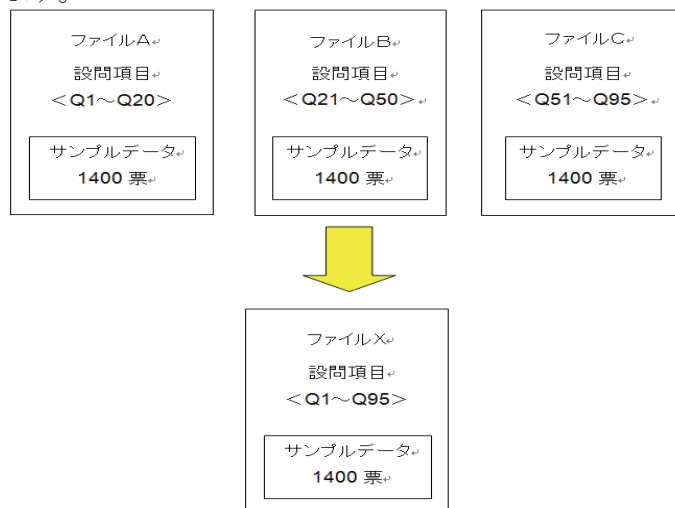 ファイルA
設問項目
＜Q1～Q20＞
サンプルデータ
1400 票
ファイルB
設問項目
＜Q21～Q50＞
サンプルデータ
1400 票
ファイルC
設問項目
＜Q51～Q95＞
サンプルデータ
1400 票
ファイルX
設問項目
＜Q1～Q95＞
サンプルデータ
1400 票